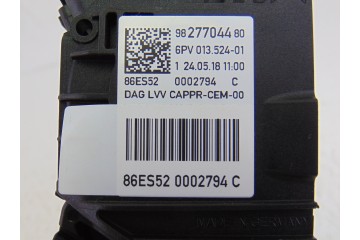 98 277044 80
6PV 013.524-01
1 24.05.18 11:00
86ES52 0002794 C
DAG LVV CAPPR-CEM-00
86ES52 0002794 C